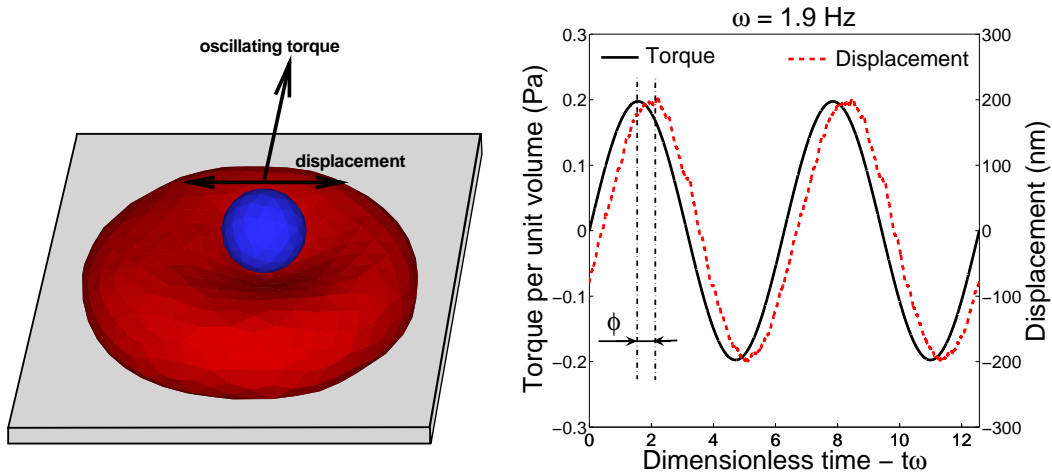 oscillating torque
displacement
ω = 1.9 Hz
Torque
Displacement
Torque per unit volume (Pa)
0.3
0.2
0.1
0
−0.1
−0.2
−0.3
ϕ
300
200
100
0
−100
−200
−300
Displacement (nm)
0 2 4 6 8 10 12
Dimensionless time − tω